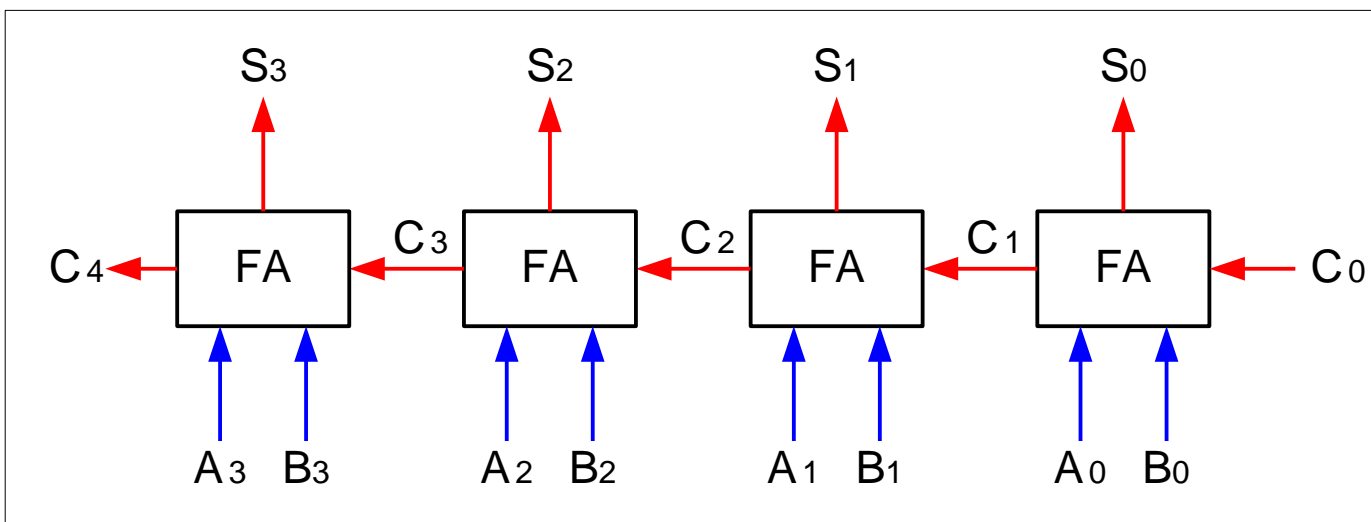 S3 S2 S1 S0
C3 C2 C1
C4 FA FA FA FA C0
A3 B3 A2 B2 A1 B1 A0 B0